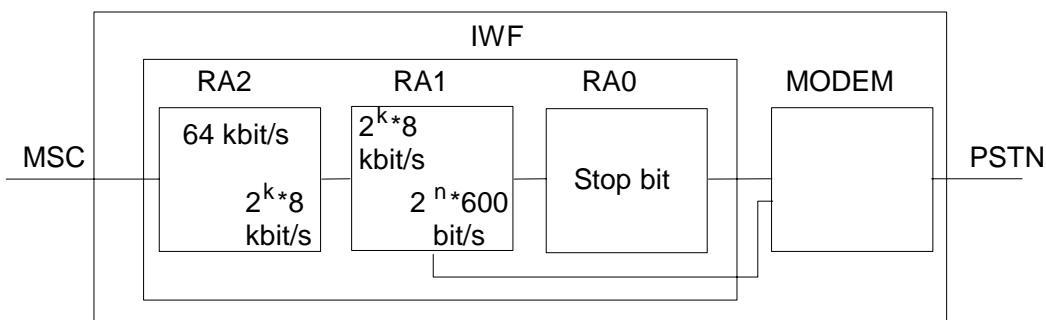 IWF
RA2 RA1 RA0 MODEM
MSC
64 kbit/s
2^k*8
kbit/s
2^k*8
kbit/s
2^n*600
bit/s
Stop bit
PSTN